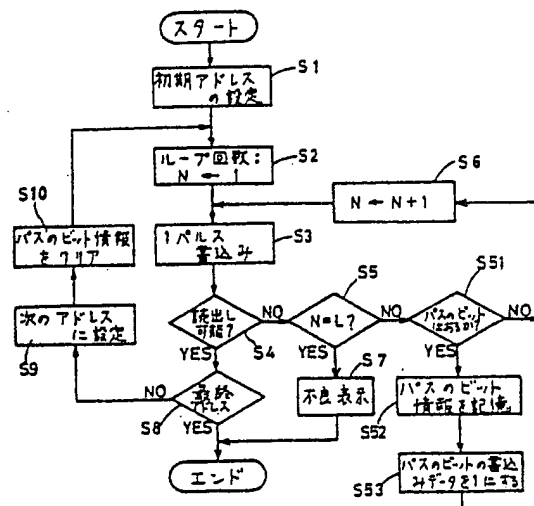 スタート
S1
初期アドレス
の設定
ループ回数:
N ← 1
S2
S6
N ← N+1
S10
パスのビット情報
をクリア
1パルス
書込み
S3
S5
S51
読出し
可能?
NO
N=L?
NO
パスのビット
はあるか?
NO
次のアドレス
に設定
S4
YES
YES
YES
S9
S7
NO
最終
アドレス
不良表示
パスのビット
情報を記憶
S8
YES
S52
エンド
パスのビットの書込
みデータを1にする
S53